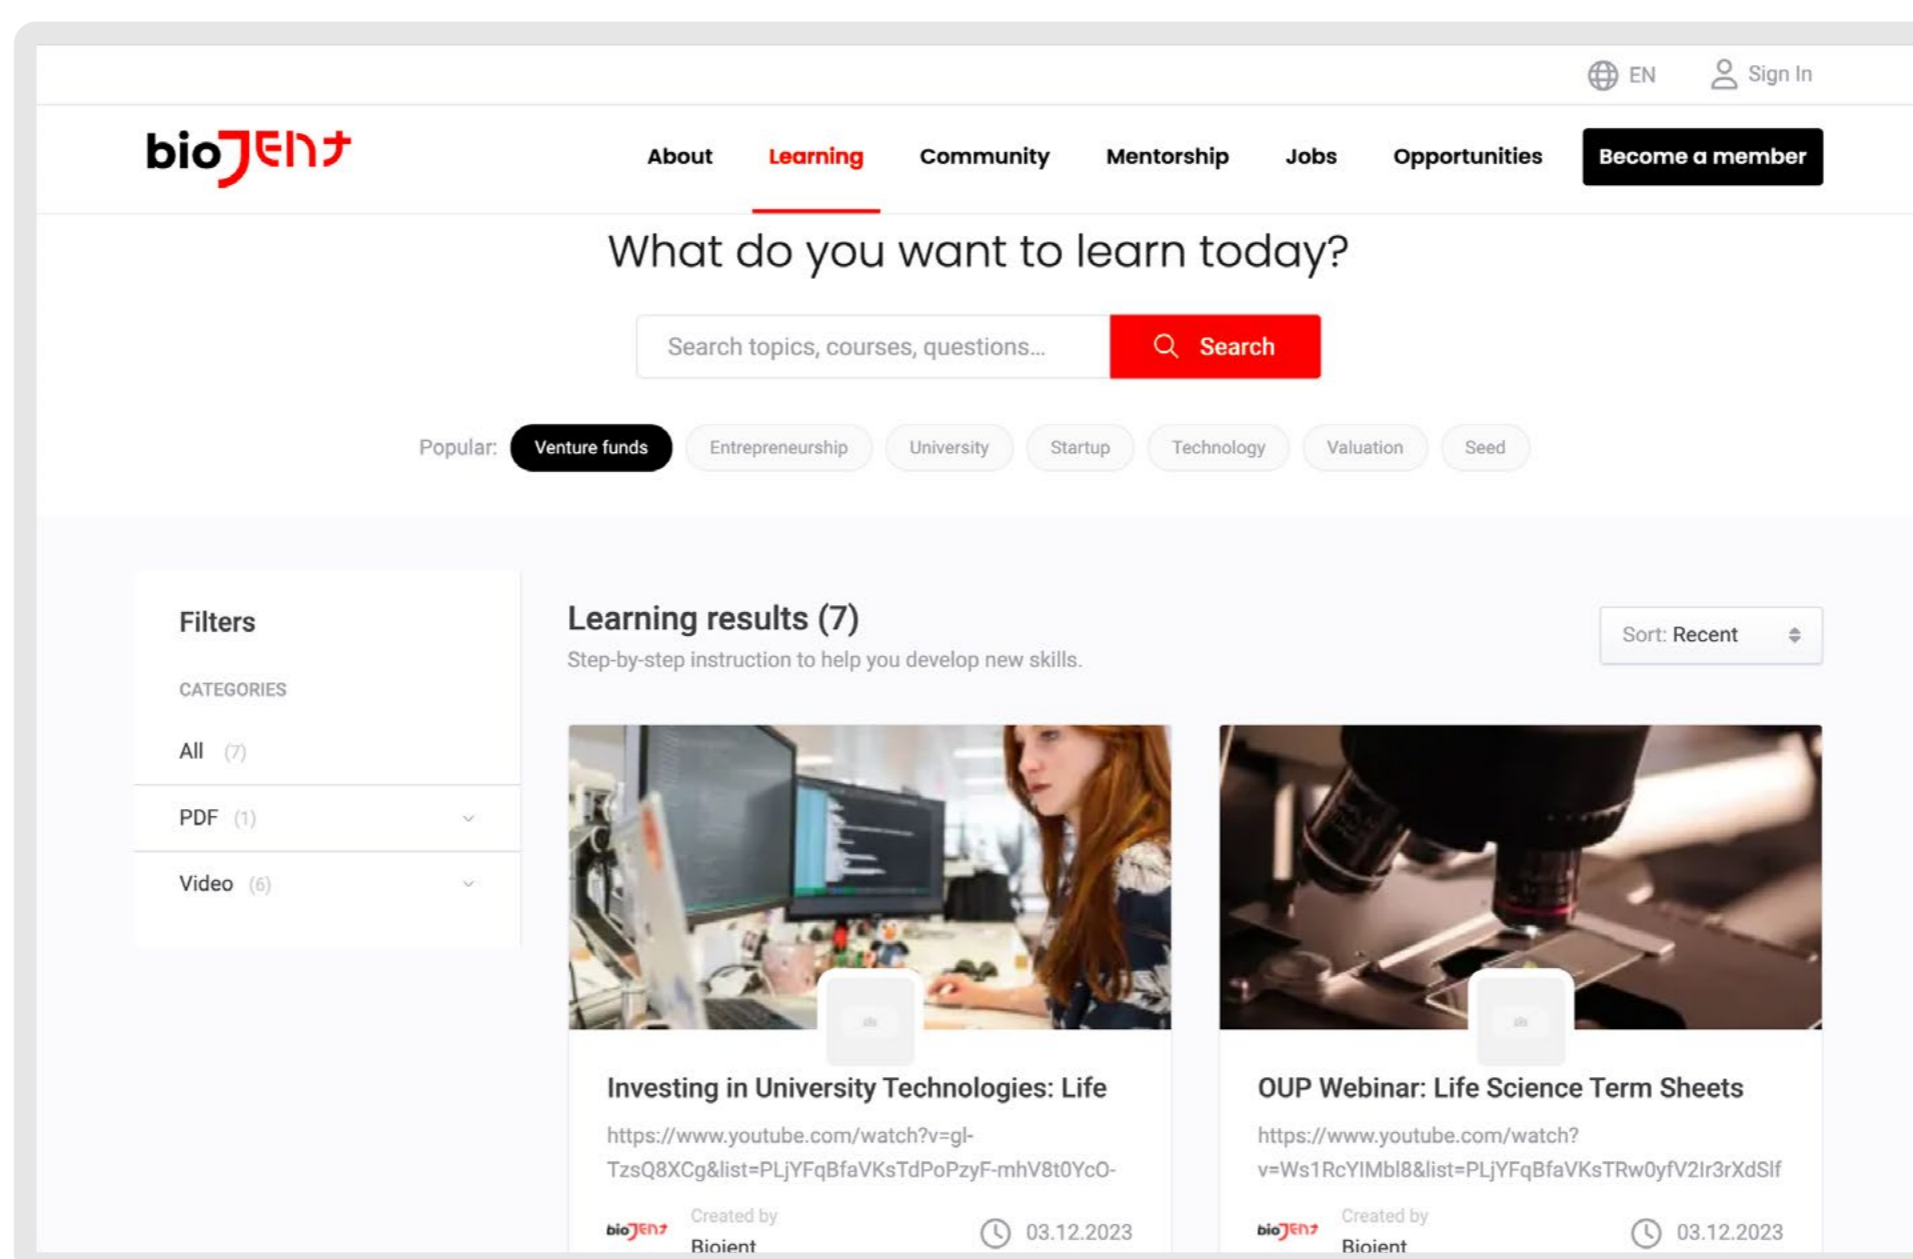 EN
Sign In
bioJENT
About Learning Community Mentorship Jobs Opportunities Become a member
What do you want to learn today?
Search topics, courses, questions...
Search
Popular: Venture funds Entrepreneurship University Startup Technology Valuation Seed
Filters
CATEGORIES
All (7)
PDF (1)
Video (6)
Learning results (7)
Step-by-step instruction to help you develop new skills.
Sort: Recent
Investing in University Technologies: Life
https://www.youtube.com/watch?v=gl-
TzsQ8XCg&list=PLjYFqBfaVKsTdPoPzyF-mhV8t0YcO-
bioJENT
Created by
Bioient
03.12.2023
OUP Webinar: Life Science Term Sheets
https://www.youtube.com/watch?
v=Ws1RcYIMbl8&list=PLjYFqBfaVKsTRw0yfV2Ir3rXdSlf
bioJENT
Created by
Bioient
03.12.2023